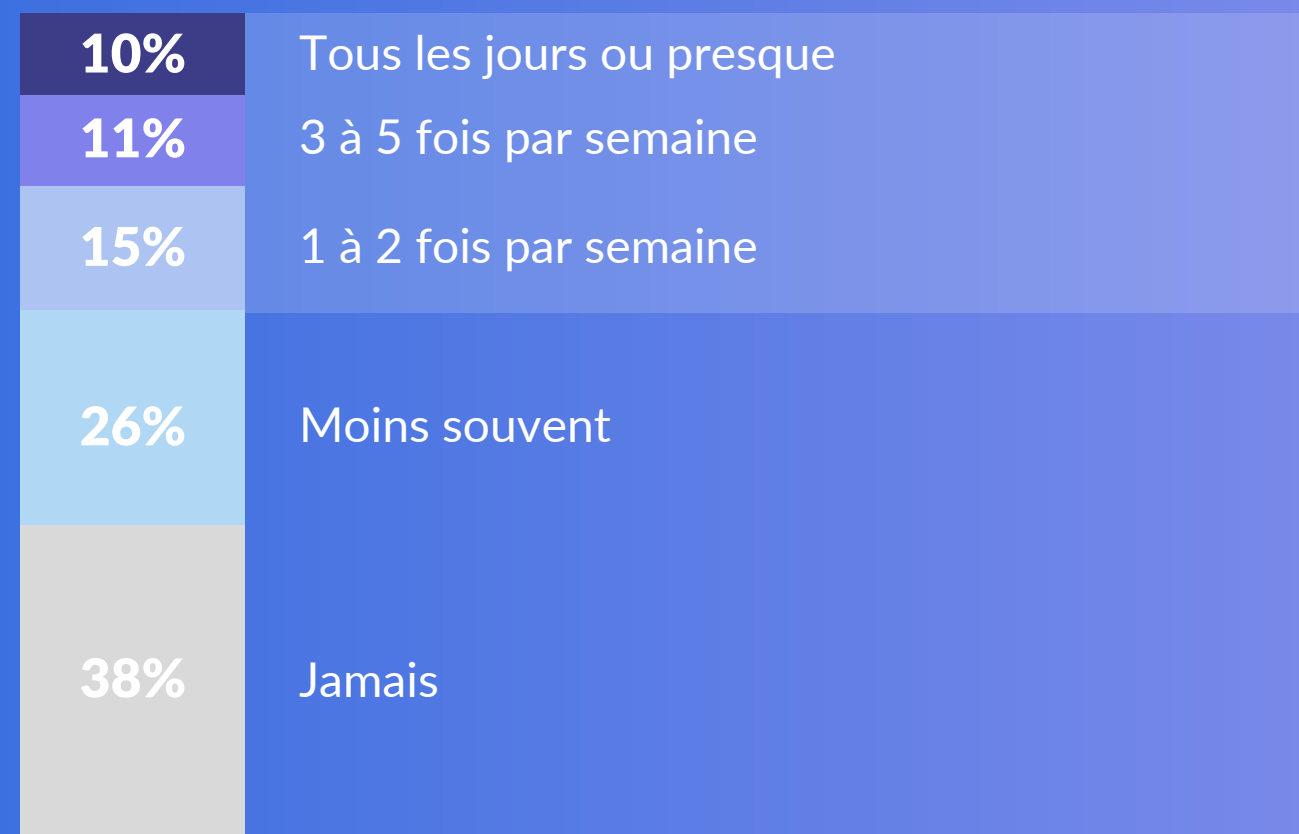 10% Tous les jours ou presque
11% 3 à 5 fois par semaine
15% 1 à 2 fois par semaine
26% Moins souvent
38% Jamais